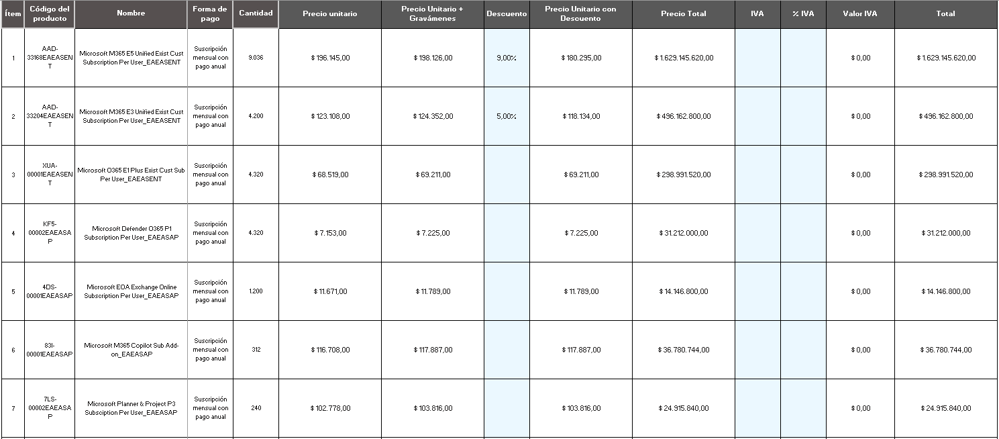 Ítem Código del producto Nombre Forma de pago Cantidad Precio unitario Precio Unitario + Gravámenes Descuento Precio Unitario con Descuento Precio Total IVA % IVA Valor IVA Total
1 AAD-33168EAEASENT Microsoft M365 E5 Unified Exist Cust Subscription Per User_EAEASENT Suscripción mensual con pago anual 9.036 $ 196.145,00 $ 198.126,00 9,00% $ 180.295,00 $ 1.629.145.620,00 $ 0,00 $ 1.629.145.620,00
2 AAD-33204EAEASENT Microsoft M365 E3 Unified Exist Cust Subscription Per User_EAEASENT Suscripción mensual con pago anual 4.200 $ 123.108,00 $ 124.352,00 5,00% $ 118.134,00 $ 496.162.800,00 $ 0,00 $ 496.162.800,00
3 XUA-00001EAEASENT Microsoft O365 E1 Plus Exist Cust Sub Per User_EAEASENT Suscripción mensual con pago anual 4.320 $ 68.519,00 $ 69.211,00 $ 69.211,00 $ 298.991.520,00 $ 0,00 $ 298.991.520,00
4 KF5-00002EAEASAP Microsoft Defender O365 P1 Subscription Per User_EAEASAP Suscripción mensual con pago anual 4.320 $ 7.153,00 $ 7.225,00 $ 7.225,00 $ 31.212.000,00 $ 0,00 $ 31.212.000,00
5 4DS-00001EAEASAP Microsoft EOA Exchange Online Subscription Per User_EAEASAP Suscripción mensual con pago anual 1.200 $ 11.671,00 $ 11.789,00 $ 11.789,00 $ 14.146.800,00 $ 0,00 $ 14.146.800,00
6 83I-00001EAEASAP Microsoft M365 Copilot Sub Add-on_EAEASAP Suscripción mensual con pago anual 312 $ 116.708,00 $ 117.887,00 $ 117.887,00 $ 36.780.744,00 $ 0,00 $ 36.780.744,00
7 7LS-00002EAEASAP Microsoft Planner & Project P3 Subsciption Per User_EAEASAP Suscripción mensual con pago anual 240 $ 102.778,00 $ 103.816,00 $ 103.816,00 $ 24.915.840,00 $ 0,00 $ 24.915.840,00